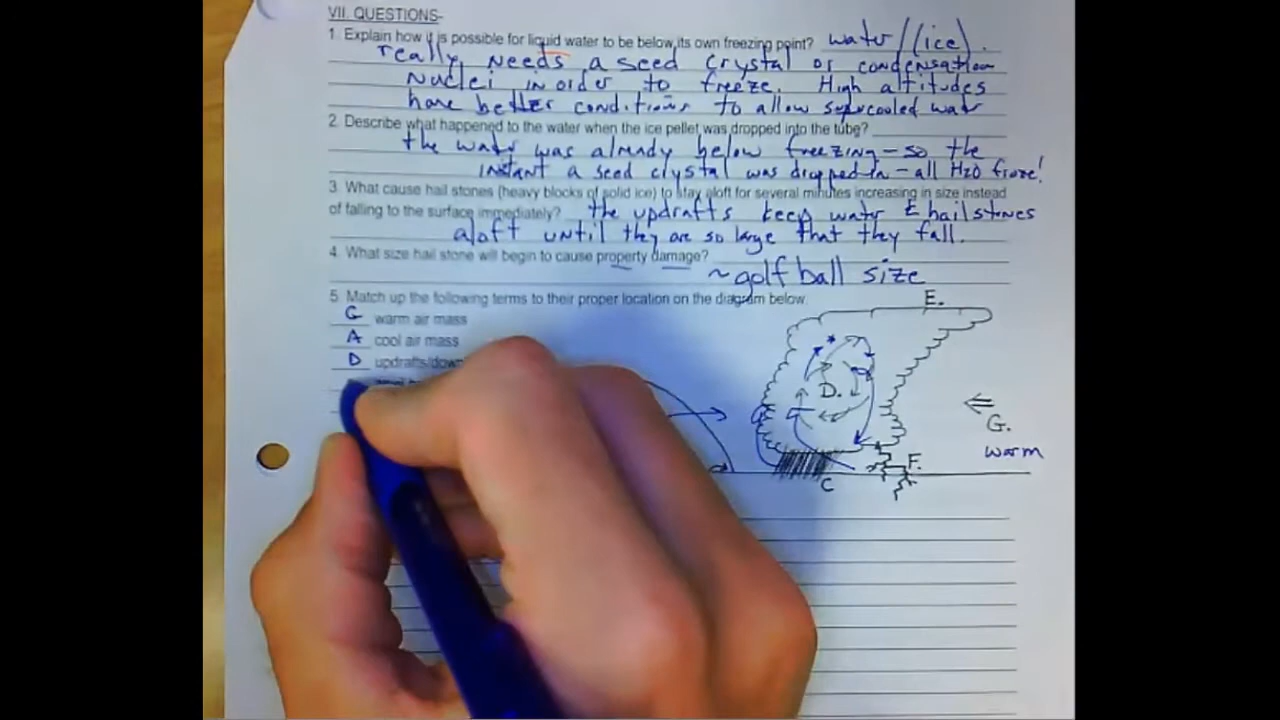 VII. QUESTIONS-
1. Explain how it is possible for liquid water to be below its own freezing point? water/(ice).
really needs a seed crystal or condensation
nuclei in order to freeze. High altitudes
have better conditions to allow supercooled water
2. Describe what happened to the water when the ice pellet was dropped into the tube?
the water was already below freezing - so the
instant a seed crystal was dropped in - all H2O froze!
3. What cause hail stones (heavy blocks of solid ice) to stay aloft for several minutes increasing in size instead
of falling to the surface immediately? the updrafts keep water & hailstones
aloft until they are so large that they fall.
4. What size hail stone will begin to cause property damage?
~golf ball size
5. Match up the following terms to their proper location on the diagram below.
E.
G warm air mass
A cool air mass
D updrafts/down
D.
G.
warm
F.
C